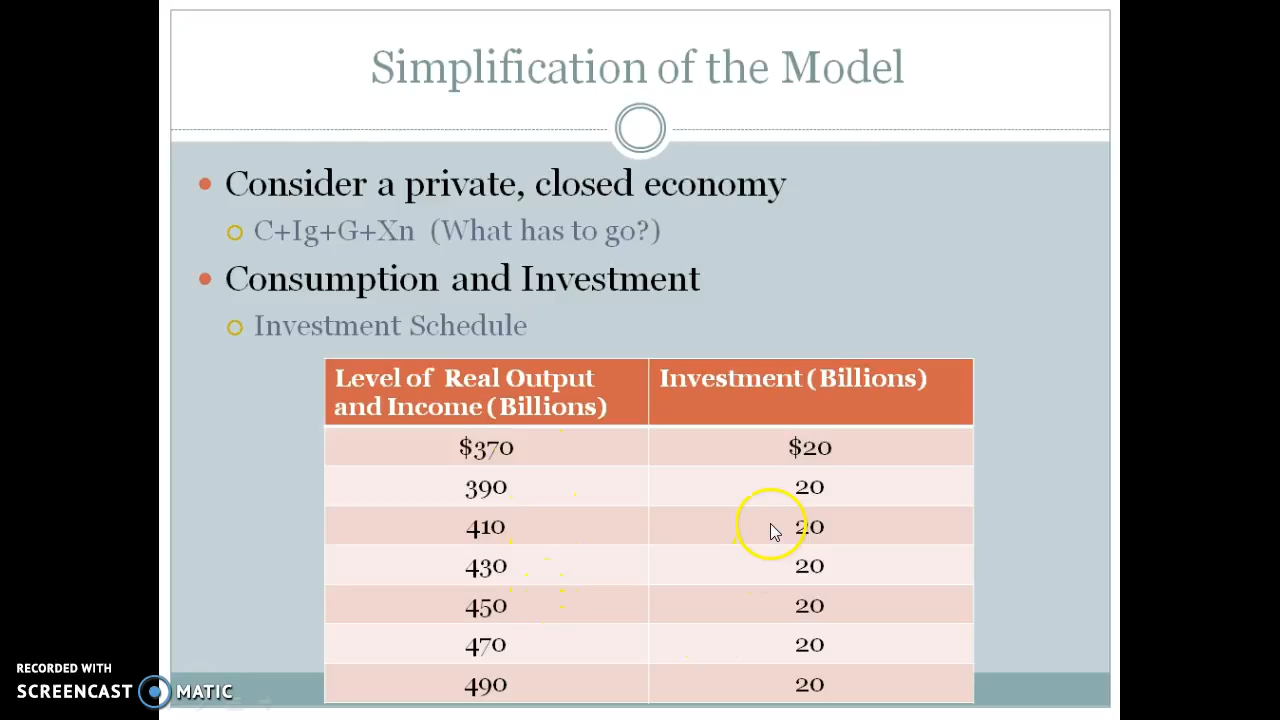 Simplification of the Model
Consider a private, closed economy
C+Ig+G+Xn (What has to go?)
Consumption and Investment
Investment Schedule
Level of Real Output Investment (Billions)
and Income (Billions)
$370 $20
390 20
410 20
430 20
450 20
470 20
490 20
RECORDED WITH
SCREENCAST MATIC